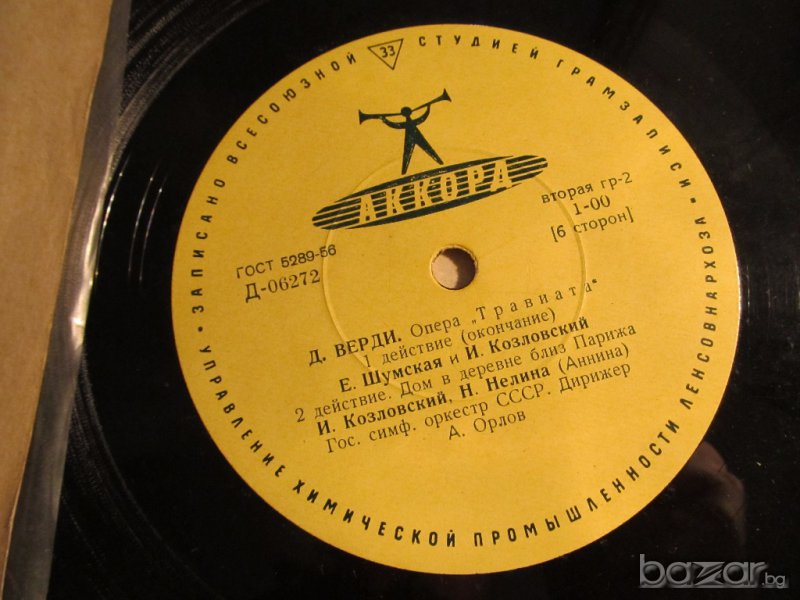 ЗАПИСАНО ВСЕСОЮЗНОЙ 33 СТУДИЕЙ ГРАМЗАПИСИ
АККОРД
вторая гр-2
1-00
[6 сторон]
ГОСТ 5289-56
Д-06272
Д. ВЕРДИ. Опера „Травиата“
1 действие (окончание)
Е. Шумская и И. Козловский
2 действие. Дом в деревне близ Парижа
И. Козловский, Н. Нелина (Аннина)
Гос. симф. оркестр СССР. Дирижер
А. Орлов
УПРАВЛЕНИЕ ХИМИЧЕСКОЙ ПРОМЫШЛЕННОСТИ ЛЕНСОВНАРХОЗА
bazar.bg